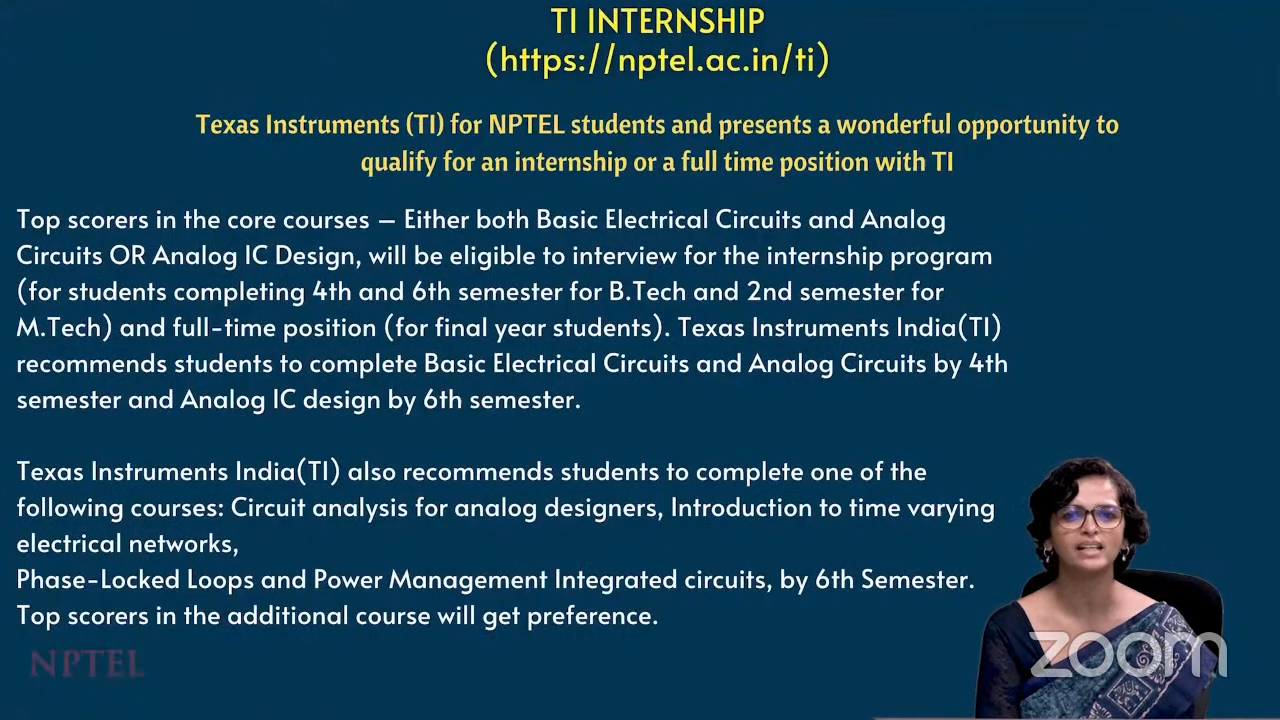 TI INTERNSHIP
(https://nptel.ac.in/ti)
Texas Instruments (TI) for NPTEL students and presents a wonderful opportunity to
qualify for an internship or a full time position with TI
Top scorers in the core courses – Either both Basic Electrical Circuits and Analog
Circuits OR Analog IC Design, will be eligible to interview for the internship program
(for students completing 4th and 6th semester for B.Tech and 2nd semester for
M.Tech) and full-time position (for final year students). Texas Instruments India(TI)
recommends students to complete Basic Electrical Circuits and Analog Circuits by 4th
semester and Analog IC design by 6th semester.
Texas Instruments India(TI) also recommends students to complete one of the
following courses: Circuit analysis for analog designers, Introduction to time varying
electrical networks,
Phase-Locked Loops and Power Management Integrated circuits, by 6th Semester.
Top scorers in the additional course will get preference.
NPTEL
zoom